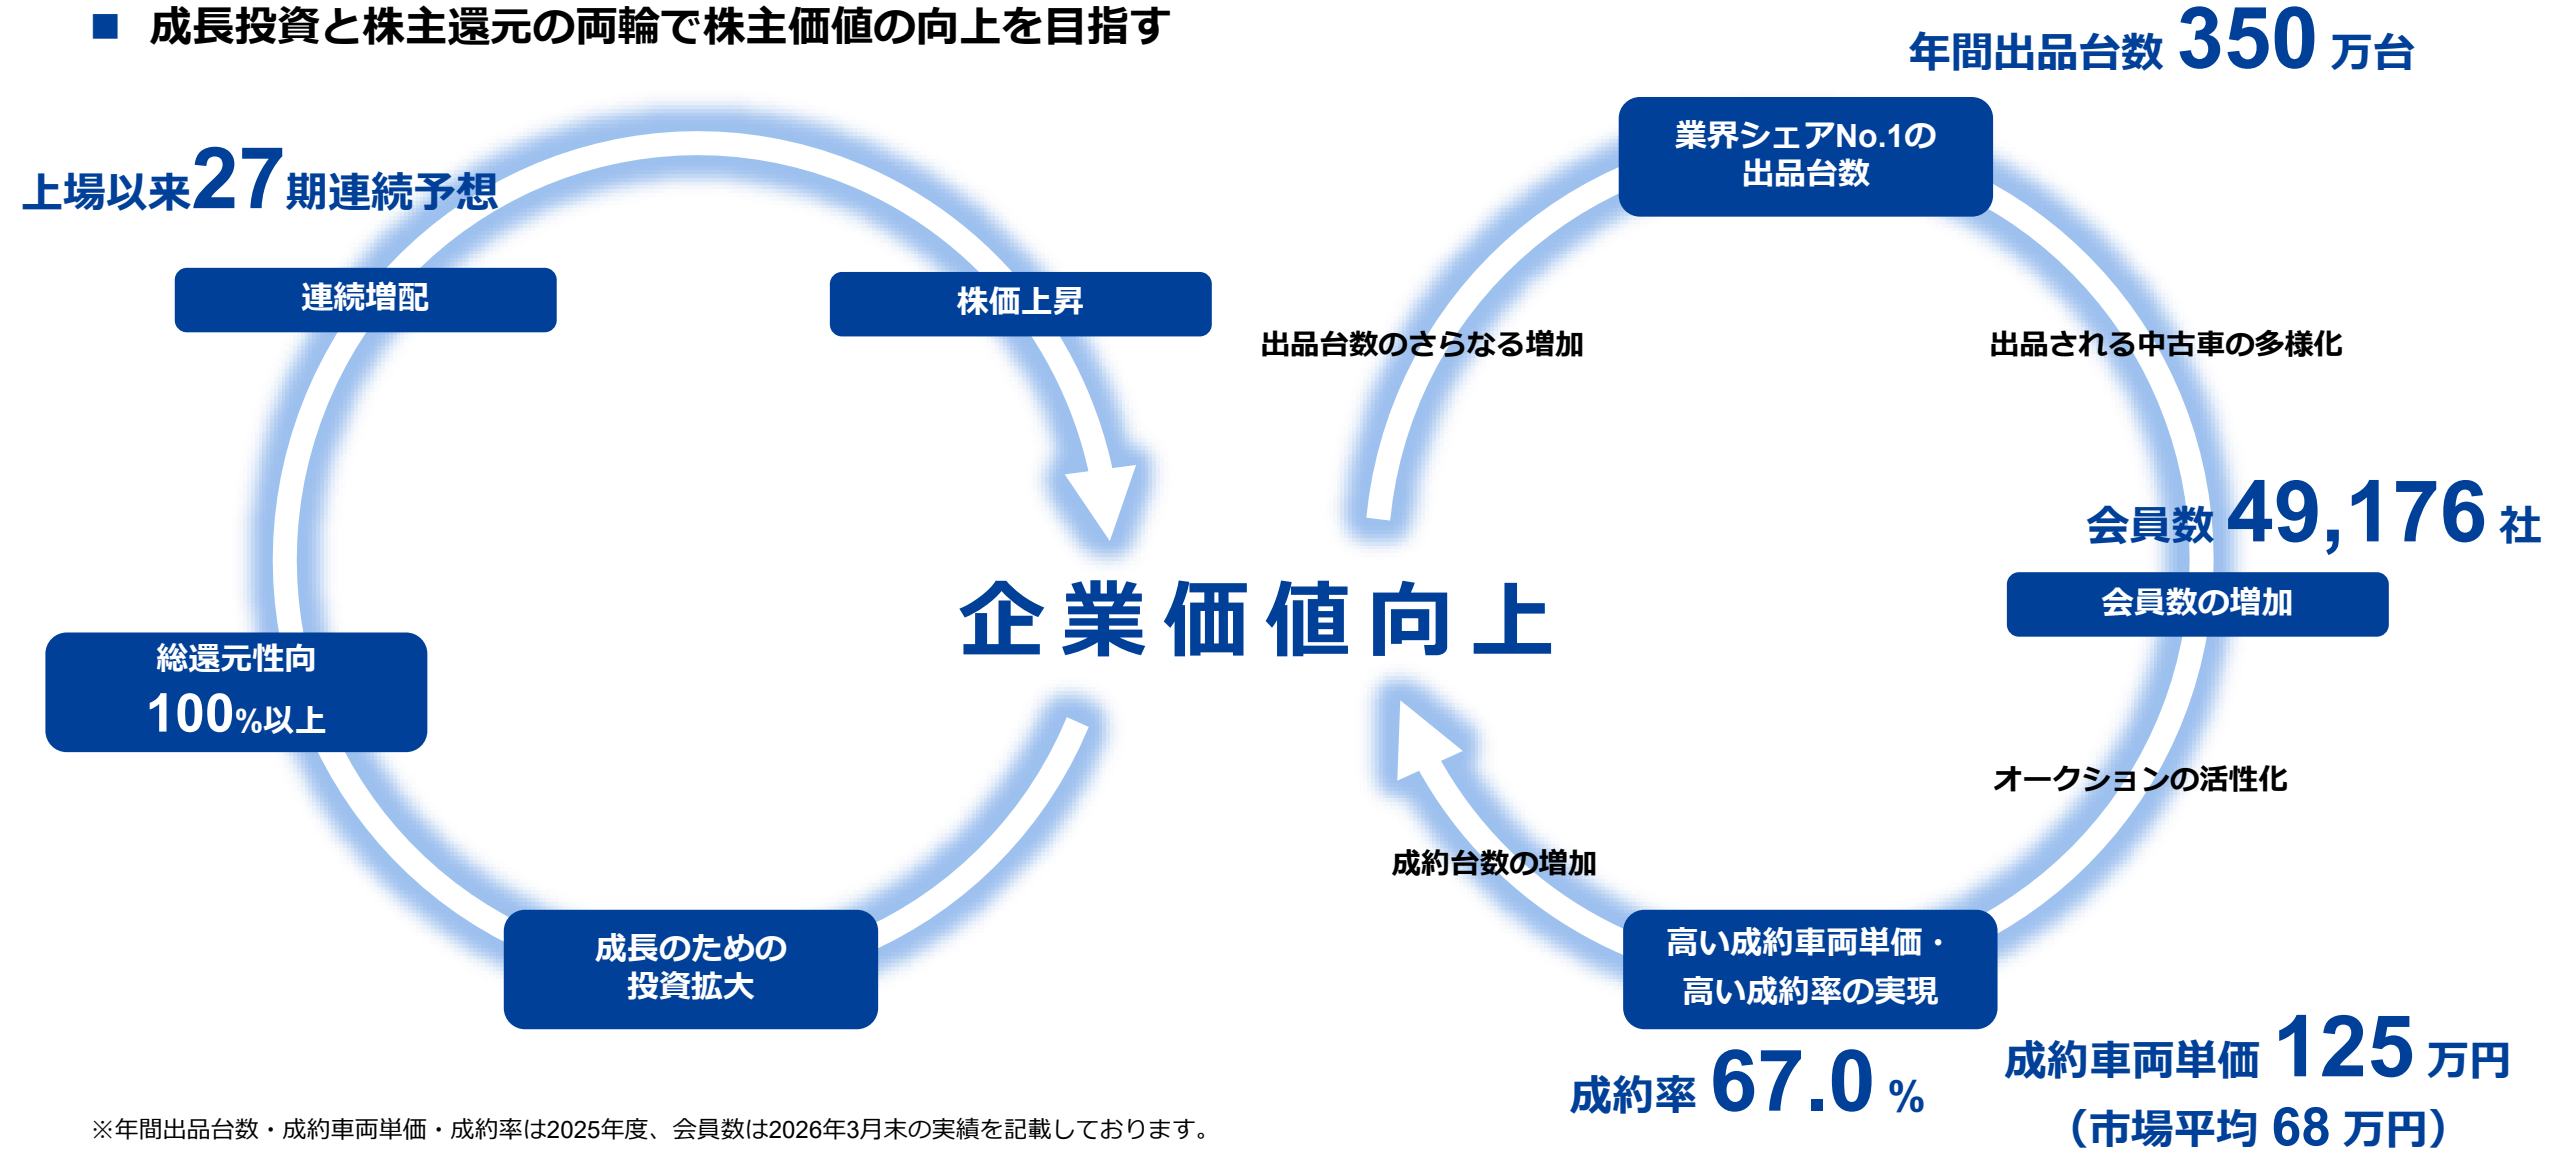 ■ 成長投資と株主還元の両輪で株主価値の向上を目指す
年間出品台数 350 万台
業界シェアNo.1の
出品台数
上場以来27期連続予想
連続増配
株価上昇
出品台数のさらなる増加
出品される中古車の多様化
会員数 49,176 社
会員数の増加
企業価値向上
総還元性向
100%以上
オークションの活性化
成約台数の増加
成長のための
投資拡大
高い成約車両単価・
高い成約率の実現
成約率 67.0 %
成約車両単価 125 万円
（市場平均 68 万円）
※年間出品台数・成約車両単価・成約率は2025年度、会員数は2026年3月末の実績を記載しております。